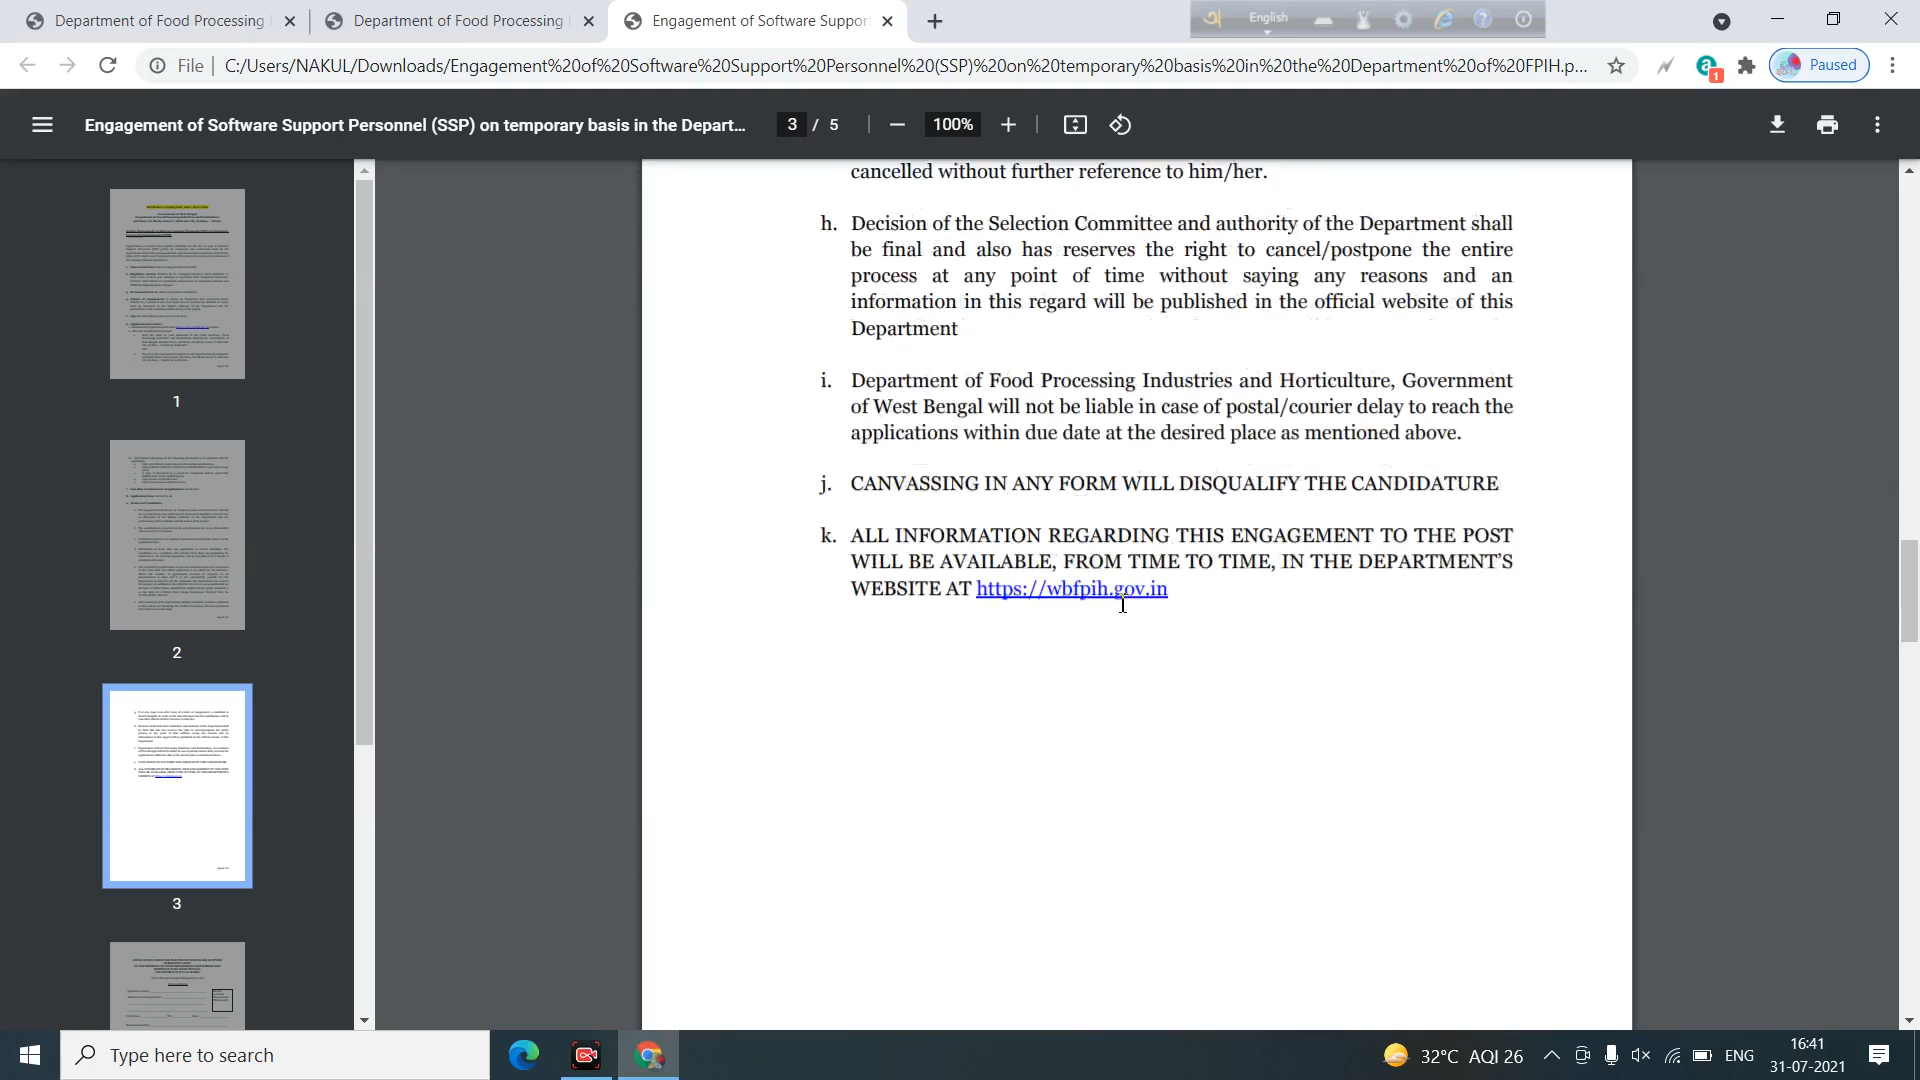 Department of Food Processing
Department of Food Processing
Engagement of Software Suppor
English
File
C:/Users/NAKUL/Downloads/Engagement%20of%20Software%20Support%20Personnel%20(SSP)%20on%20temporary%20basis%20in%20the%20Department%20of%20FPIH.p...
1
Paused
Engagement of Software Support Personnel (SSP) on temporary basis in the Depart...
3 / 5
100%
cancelled without further reference to him/her.
h. Decision of the Selection Committee and authority of the Department shall
be final and also has reserves the right to cancel/postpone the entire
process at any point of time without saying any reasons and an
information in this regard will be published in the official website of this
Department
i. Department of Food Processing Industries and Horticulture, Government
of West Bengal will not be liable in case of postal/courier delay to reach the
applications within due date at the desired place as mentioned above.
j. CANVASSING IN ANY FORM WILL DISQUALIFY THE CANDIDATURE
k. ALL INFORMATION REGARDING THIS ENGAGEMENT TO THE POST
WILL BE AVAILABLE, FROM TIME TO TIME, IN THE DEPARTMENT'S
WEBSITE AT https://wbfpih.gov.in
1
2
3
Type here to search
32°C AQI 26
ENG
16:41
31-07-2021